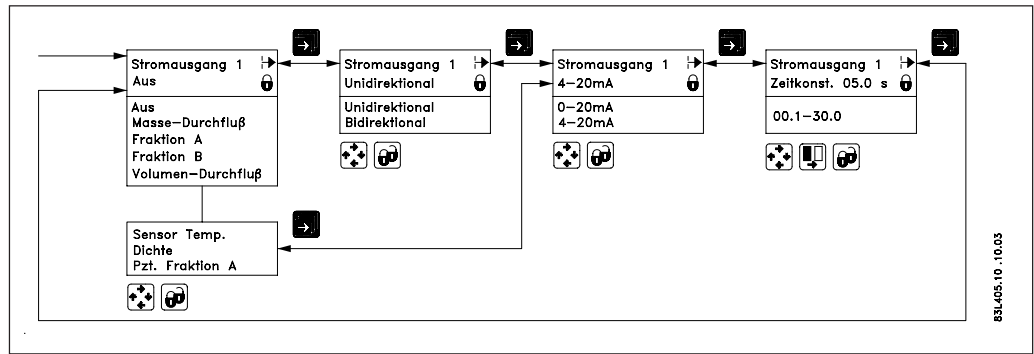 Stromausgang 1
Aus
Aus
Masse-Durchfluß
Fraktion A
Fraktion B
Volumen-Durchfluß
Sensor Temp.
Dichte
Pzt. Fraktion A
Stromausgang 1
Unidirektional
Unidirektional
Bidirektional
Stromausgang 1
4-20mA
0-20mA
4-20mA
Stromausgang 1
Zeitkonst. 05.0 s
00.1-30.0
83L405.10 .10.03